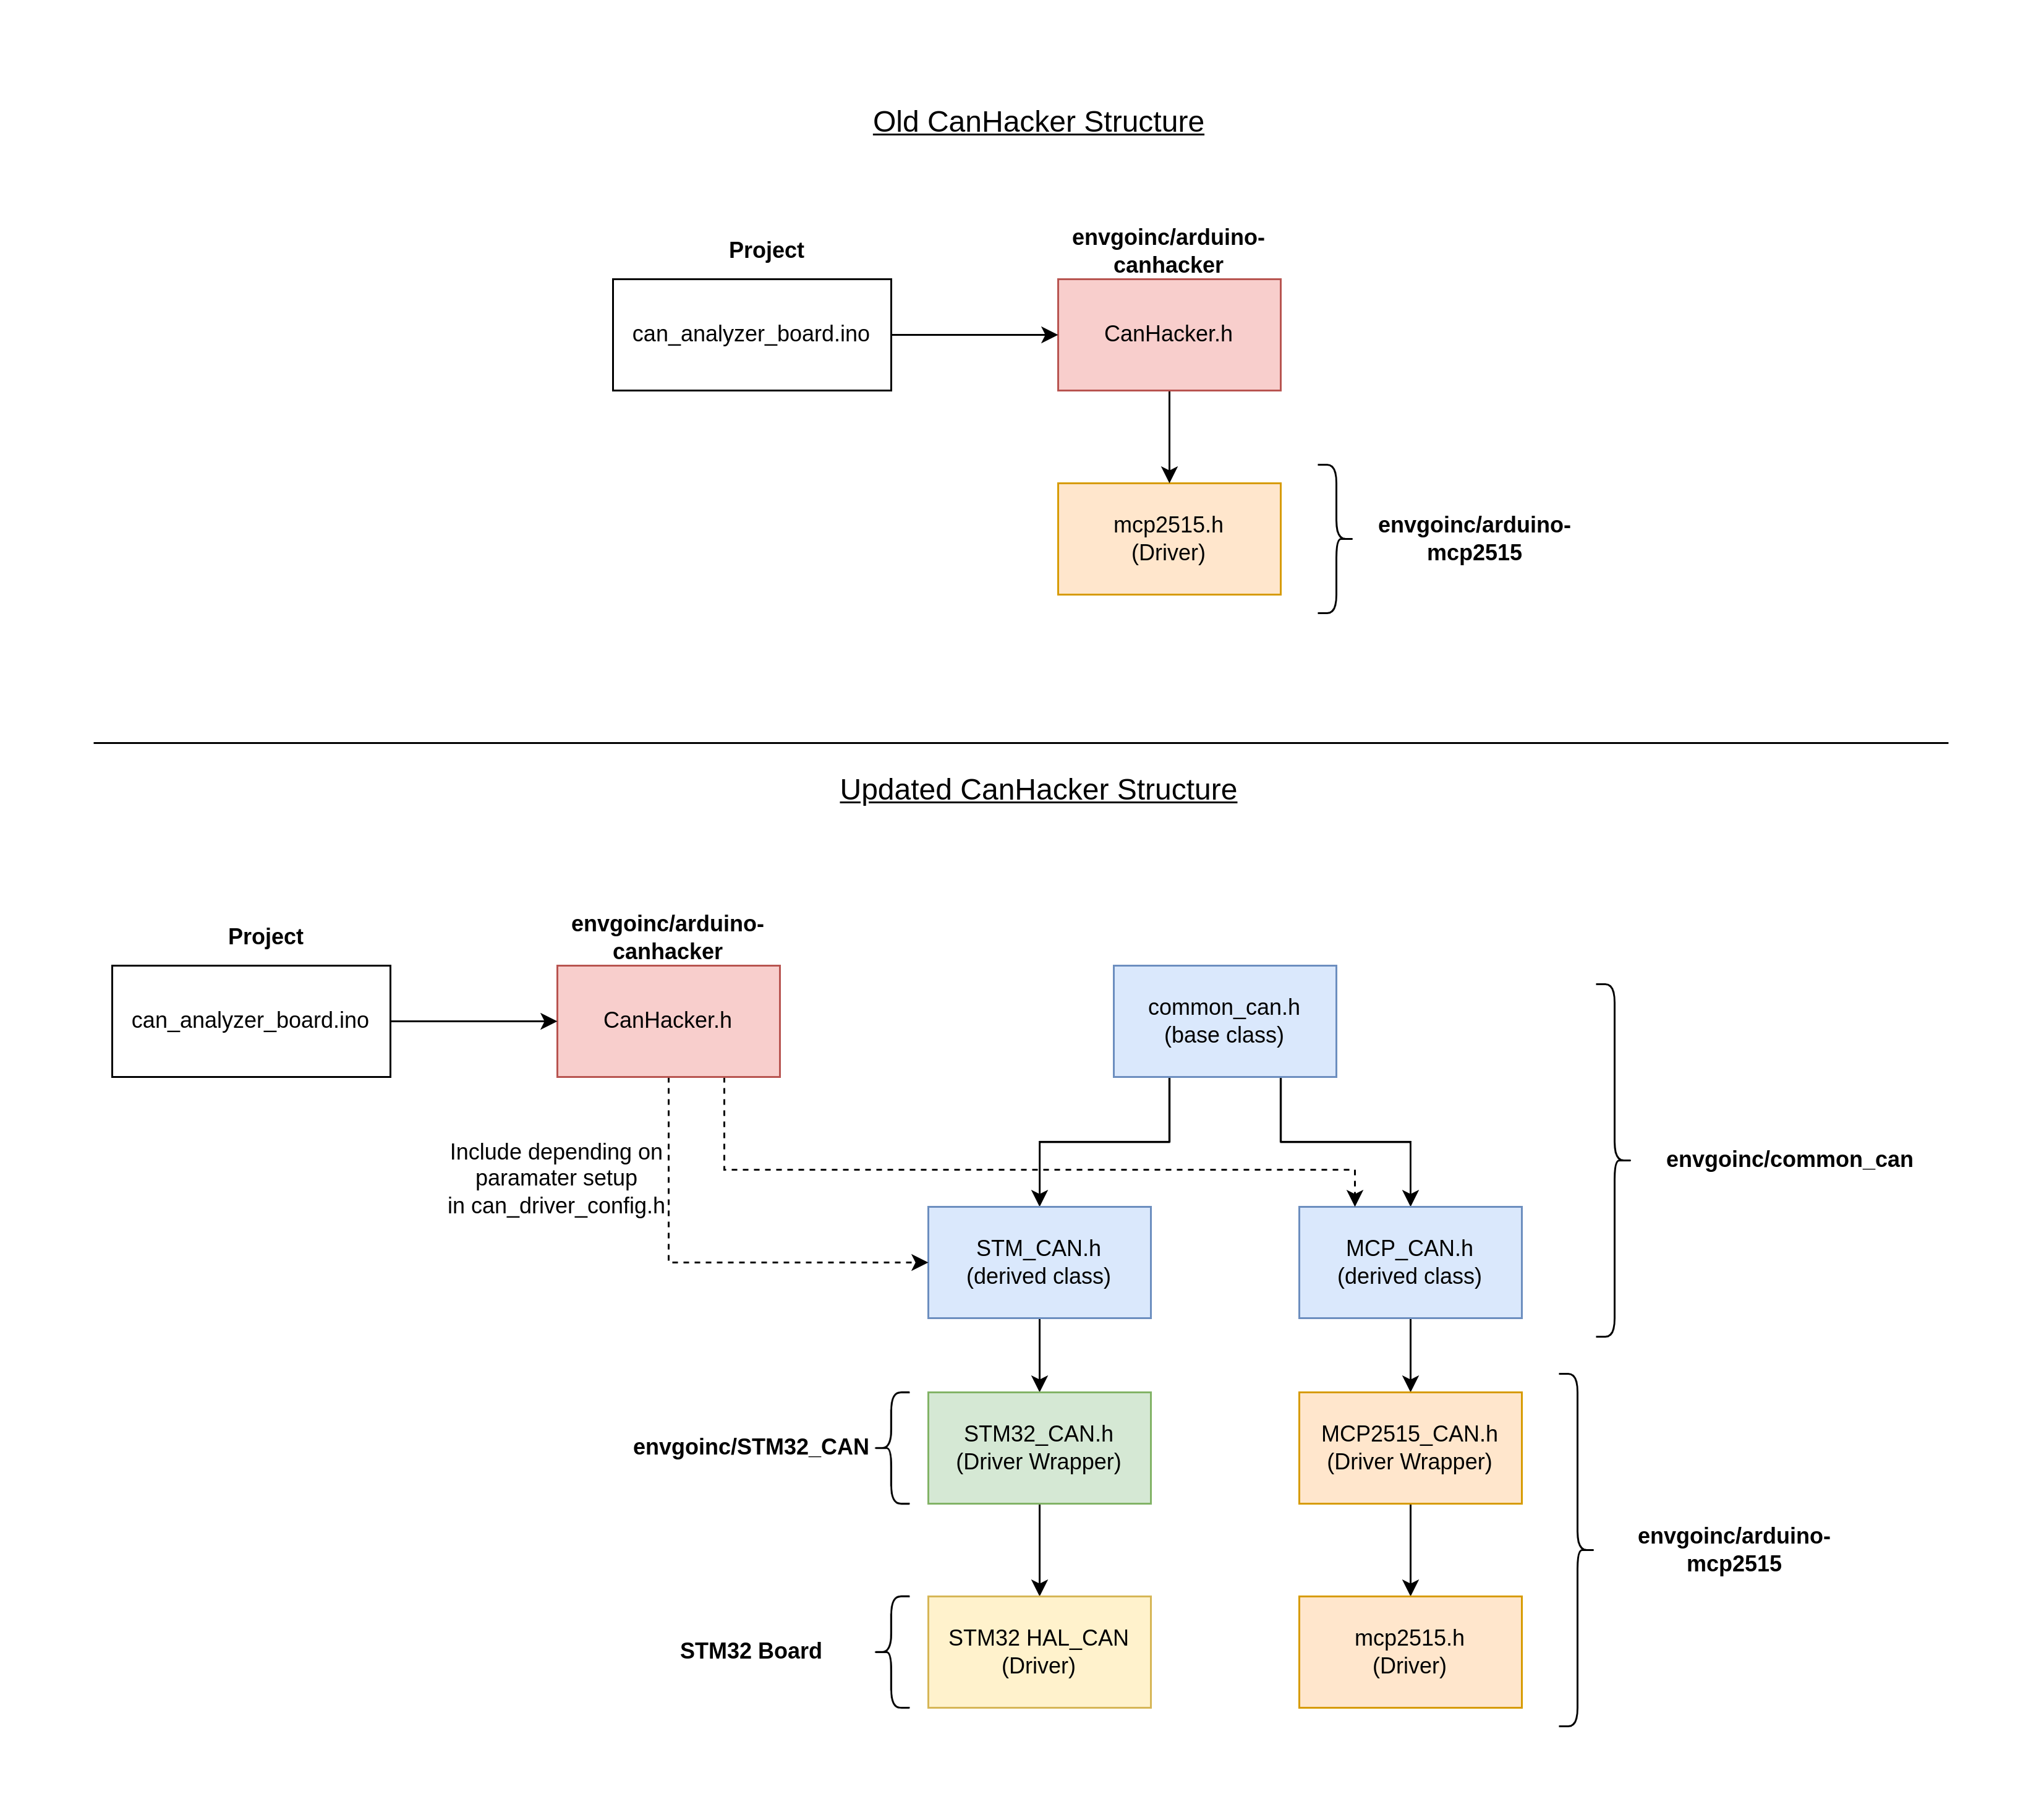 Old CanHacker Structure
Project
envgoinc/arduino-
canhacker
can_analyzer_board.ino
CanHacker.h
mcp2515.h
(Driver)
envgoinc/arduino-
mcp2515
Updated CanHacker Structure
Project
envgoinc/arduino-
canhacker
can_analyzer_board.ino
CanHacker.h
common_can.h
(base class)
Include depending on
paramater setup
in can_driver_config.h
envgoinc/common_can
STM_CAN.h
(derived class)
MCP_CAN.h
(derived class)
envgoinc/STM32_CAN
STM32_CAN.h
(Driver Wrapper)
MCP2515_CAN.h
(Driver Wrapper)
envgoinc/arduino-
mcp2515
STM32 Board
STM32 HAL_CAN
(Driver)
mcp2515.h
(Driver)